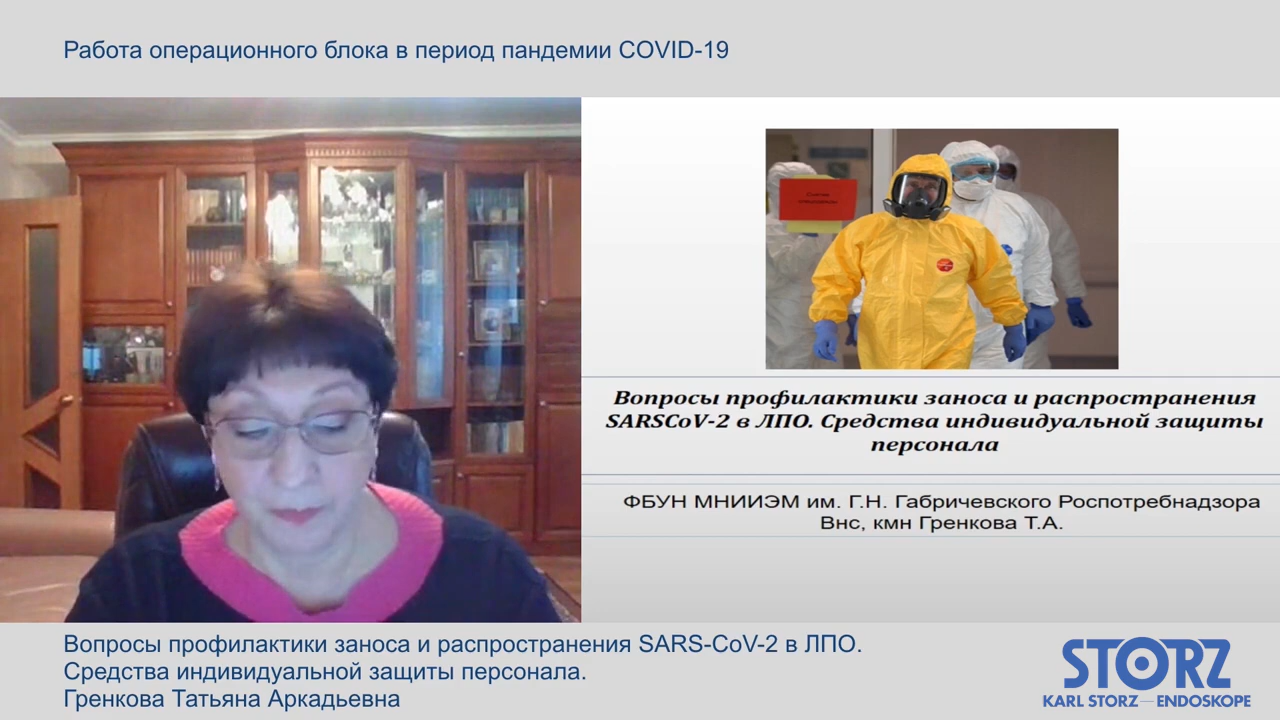 Работа операционного блока в период пандемии COVID-19
Вопросы профилактики заноса и распространения
SARSCoV-2 в ЛПО. Средства индивидуальной защиты
персонала
ФБУН МНИИЭМ им. Г.Н. Габричевского Роспотребнадзора
Внс, кмн Гренкова Т.А.
Вопросы профилактики заноса и распространения SARS-CoV-2 в ЛПО.
Средства индивидуальной защиты персонала.
Гренкова Татьяна Аркадьевна
STORZ
KARL STORZ—ENDOSKOPE